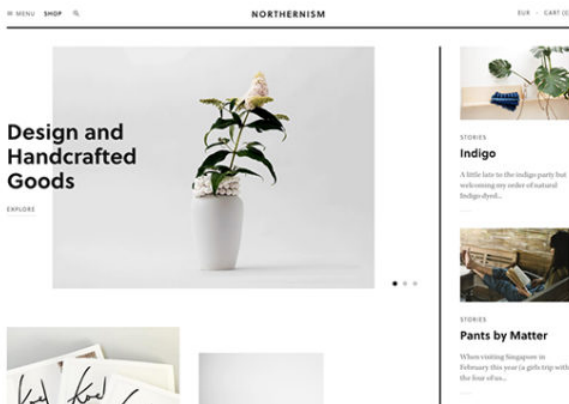 MENU SHOP
NORTHERNISM
EUR - CART (0)
Design and
Handcrafted
Goods
EXPLORE
STORIES
Indigo
A little late to the indigo party but
welcoming my order of natural
Indigo dyed...
STORIES
Pants by Matter
When visiting Singapore in
February this year (a girls trip with
the four of us...